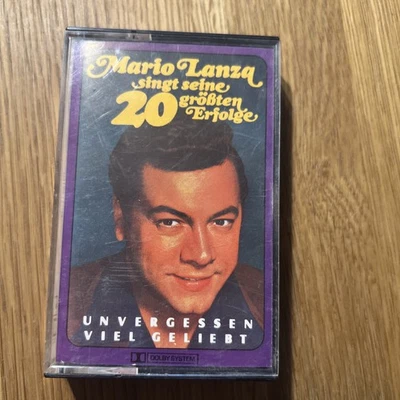 Mario Lanza
singt seine
20 größten
Erfolge
UNVERGESSEN
VIEL GELIEBT
DOLBY SYSTEM